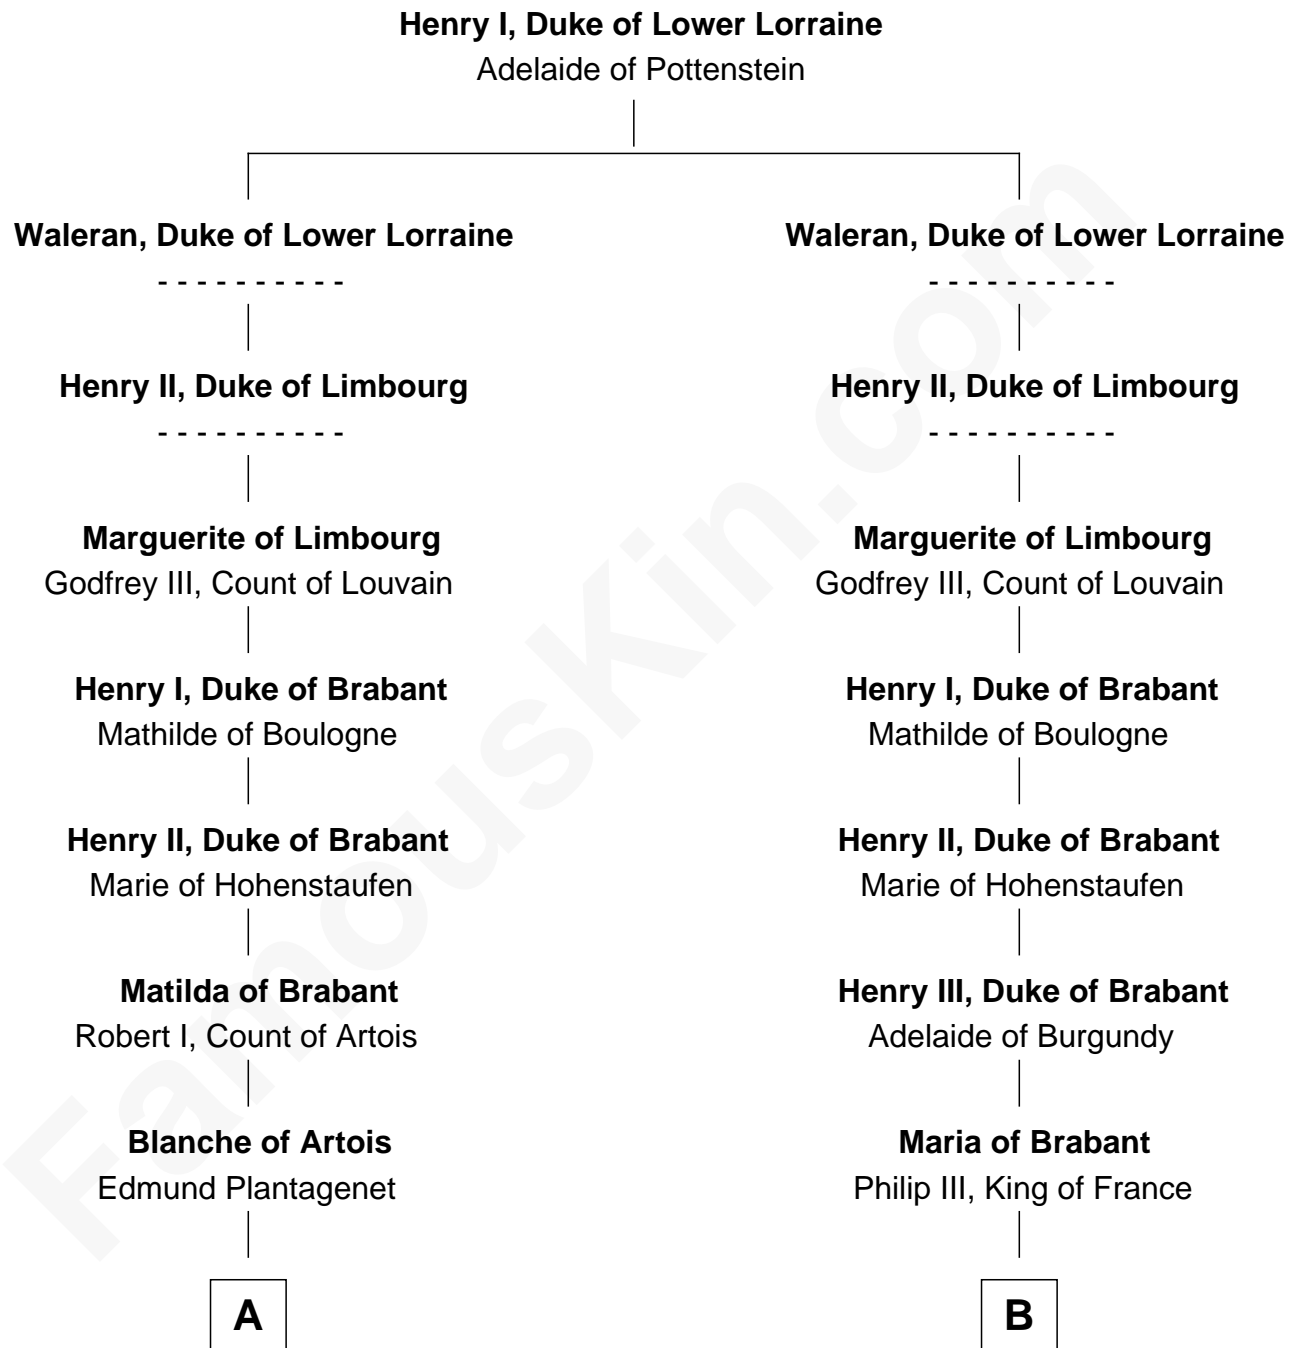 Henry I, Duke of Lower Lorraine
Adelaide of Pottenstein
Waleran, Duke of Lower Lorraine
- - - - - - - - - -
Henry II, Duke of Limbourg
- - - - - - - - - -
Marguerite of Limbourg
Godfrey III, Count of Louvain
Henry I, Duke of Brabant
Mathilde of Boulogne
Henry II, Duke of Brabant
Marie of Hohenstaufen
Matilda of Brabant
Robert I, Count of Artois
Blanche of Artois
Edmund Plantagenet
A
Waleran, Duke of Lower Lorraine
- - - - - - - - - -
Henry II, Duke of Limbourg
- - - - - - - - - -
Marguerite of Limbourg
Godfrey III, Count of Louvain
Henry I, Duke of Brabant
Mathilde of Boulogne
Henry II, Duke of Brabant
Marie of Hohenstaufen
Henry III, Duke of Brabant
Adelaide of Burgundy
Maria of Brabant
Philip III, King of France
B
FamousKin.com